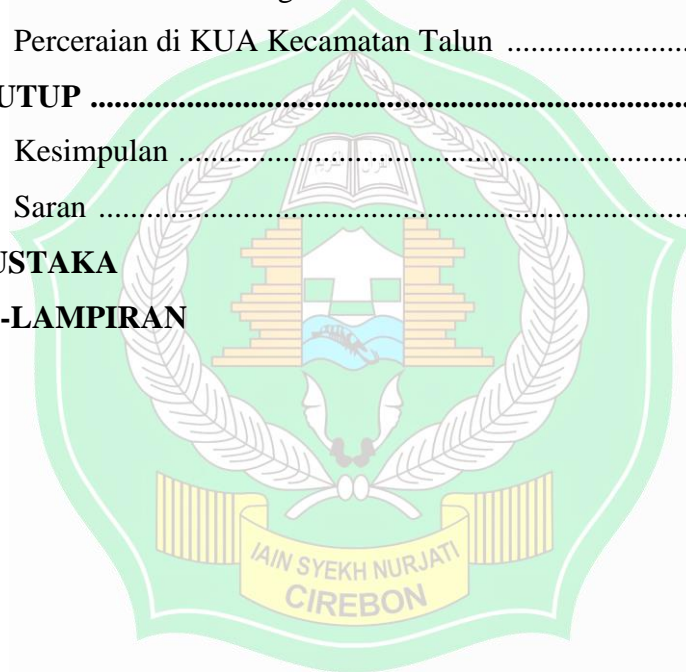 Perceraian di KUA Kecamatan Talun ........................
UTUP ...........................................................................
Kesimpulan ................................................................
Saran ..........................................................................
USTAKA
-LAMPIRAN
IAIN SYEKH NURJATI
CIREBON